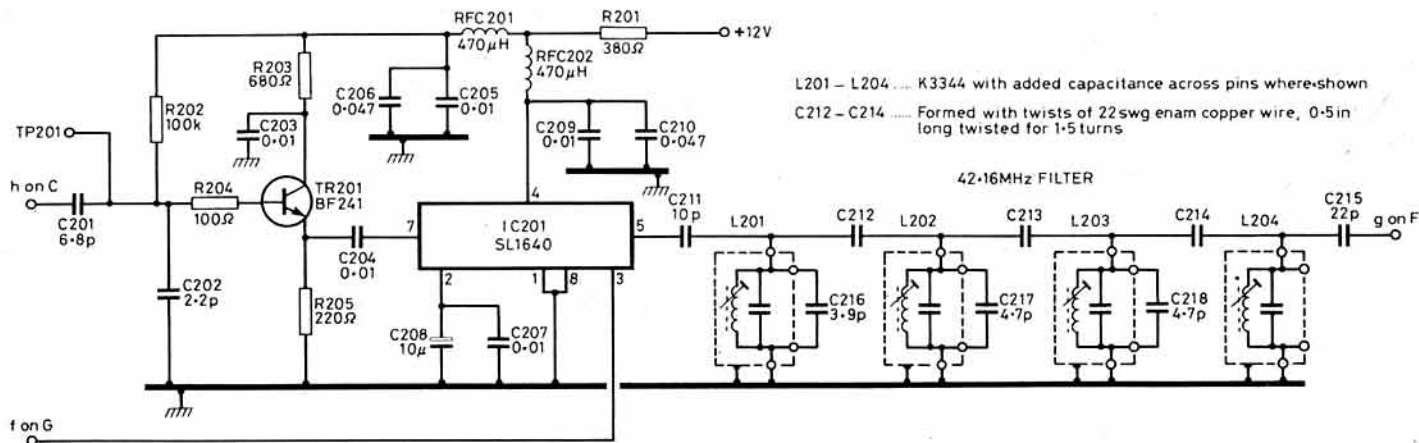 RFC201
470μH
R201
380Ω
+12V
RFC202
470μH
R203
680Ω
L201 – L204 .... K3344 with added capacitance across pins where shown
C212 – C214 ..... Formed with twists of 22swg enam copper wire, 0·5in
long twisted for 1·5 turns
R202
100k
C206
0·047
C205
0·01
TP201
C203
0·01
C209
0·01
C210
0·047
42·16MHz FILTER
h on C
C201
6·8p
R204
100Ω
TR201
BF241
4
C204
0·01
7
IC201
SL1640
5
2
1
8
3
C211
10p
L201
C212
L202
C213
L203
C214
L204
C215
22p
g on F
C202
2·2p
R205
220Ω
C208
10μ
C207
0·01
C216
3·9p
C217
4·7p
C218
4·7p
f on G